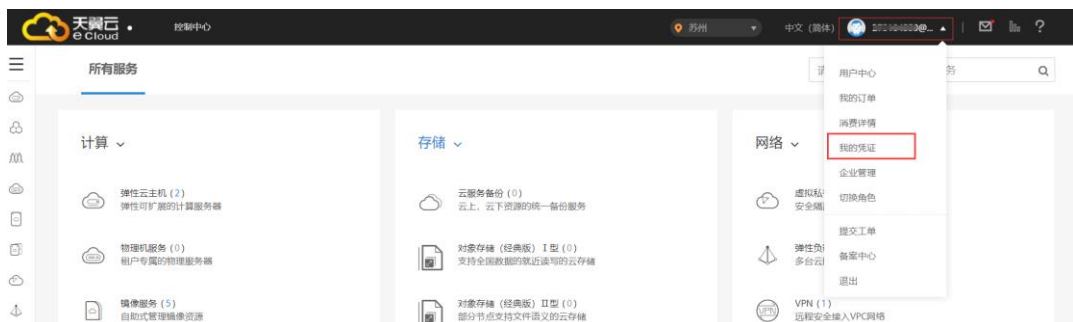 天翼云
e Cloud
控制中心
苏州
中文 (简体)
所有服务
务
用户中心
我的订单
消费详情
我的凭证
企业管理
切换角色
提交工单
备案中心
退出
计算
弹性云主机 (2)
弹性可扩展的计算服务器
物理机服务 (0)
租户专属的物理服务器
镜像服务 (5)
自助式管理镜像资源
存储
云服务备份 (0)
云上、云下资源的统一备份服务
对象存储 (经典版) Ⅰ型 (0)
支持全国数据的就近读写的云存储
对象存储 (经典版) Ⅱ型 (0)
部分节点支持文件语义的云存储
网络
虚拟私
安全隔
弹性负
多台云
VPN (1)
远程安全接入VPC网络